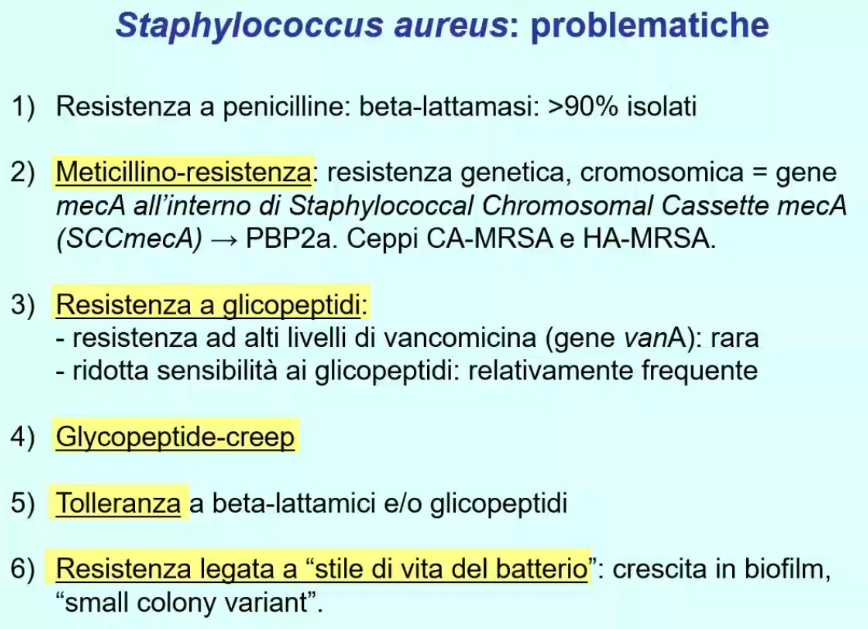 Staphylococcus aureus: problematiche
1) Resistenza a penicilline: beta-lattamasi: >90% isolati
2) Meticillino-resistenza: resistenza genetica, cromosomica = gene
mecA all'interno di Staphylococcal Chromosomal Cassette mecA
(SCCmecA) → PBP2a. Ceppi CA-MRSA e HA-MRSA.
3) Resistenza a glicopeptidi:
- resistenza ad alti livelli di vancomicina (gene vanA): rara
- ridotta sensibilità ai glicopeptidi: relativamente frequente
4) Glycopeptide-creep
5) Tolleranza a beta-lattamici e/o glicopeptidi
6) Resistenza legata a “stile di vita del batterio”: crescita in biofilm,
“small colony variant”.